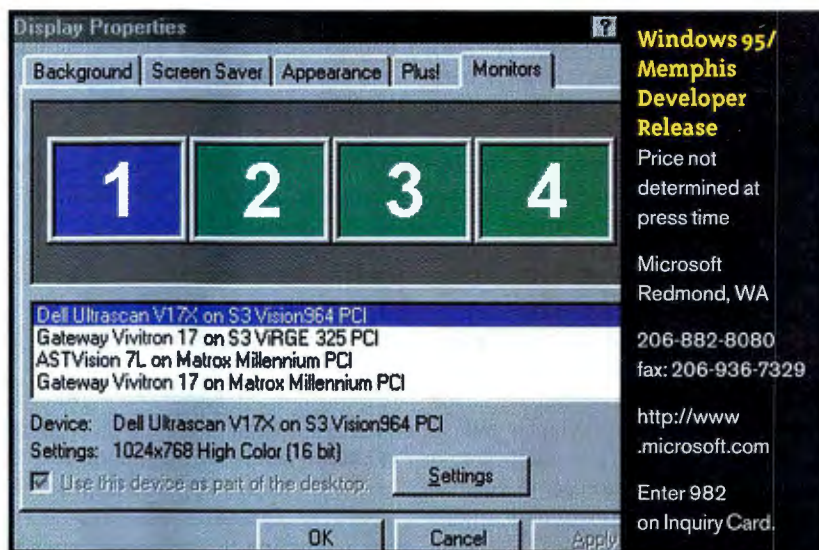 Display Properties ?
Background Screen Saver Appearance Plus! Monitors
1 2 3 4
Dell Ultrascan V17X on S3 Vision964 PCI
Gateway Vivitron 17 on S3 ViRGE 325 PCI
ASTVision 7L on Matrox Millennium PCI
Gateway Vivitron 17 on Matrox Millennium PCI
Device: Dell Ultrascan V17X on S3 Vision964 PCI
Settings: 1024x768 High Color (16 bit)
Use this device as part of the desktop.
Settings
OK Cancel Apply
Windows 95/
Memphis
Developer
Release
Price not
determined at
press time
Microsoft
Redmond, WA
206-882-8080
fax: 206-936-7329
http://www
.microsoft.com
Enter 982
on Inquiry Card.